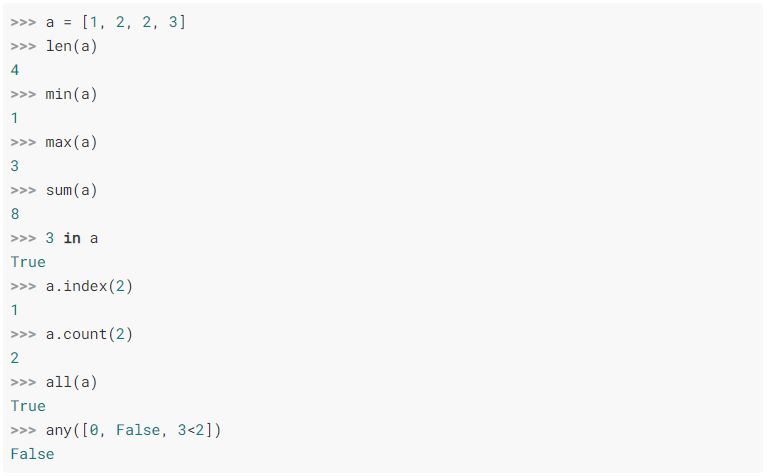 >>> a = [1, 2, 2, 3]
>>> len(a)
4
>>> min(a)
1
>>> max(a)
3
>>> sum(a)
8
>>> 3 in a
True
>>> a.index(2)
1
>>> a.count(2)
2
>>> all(a)
True
>>> any([0, False, 3<2])
False